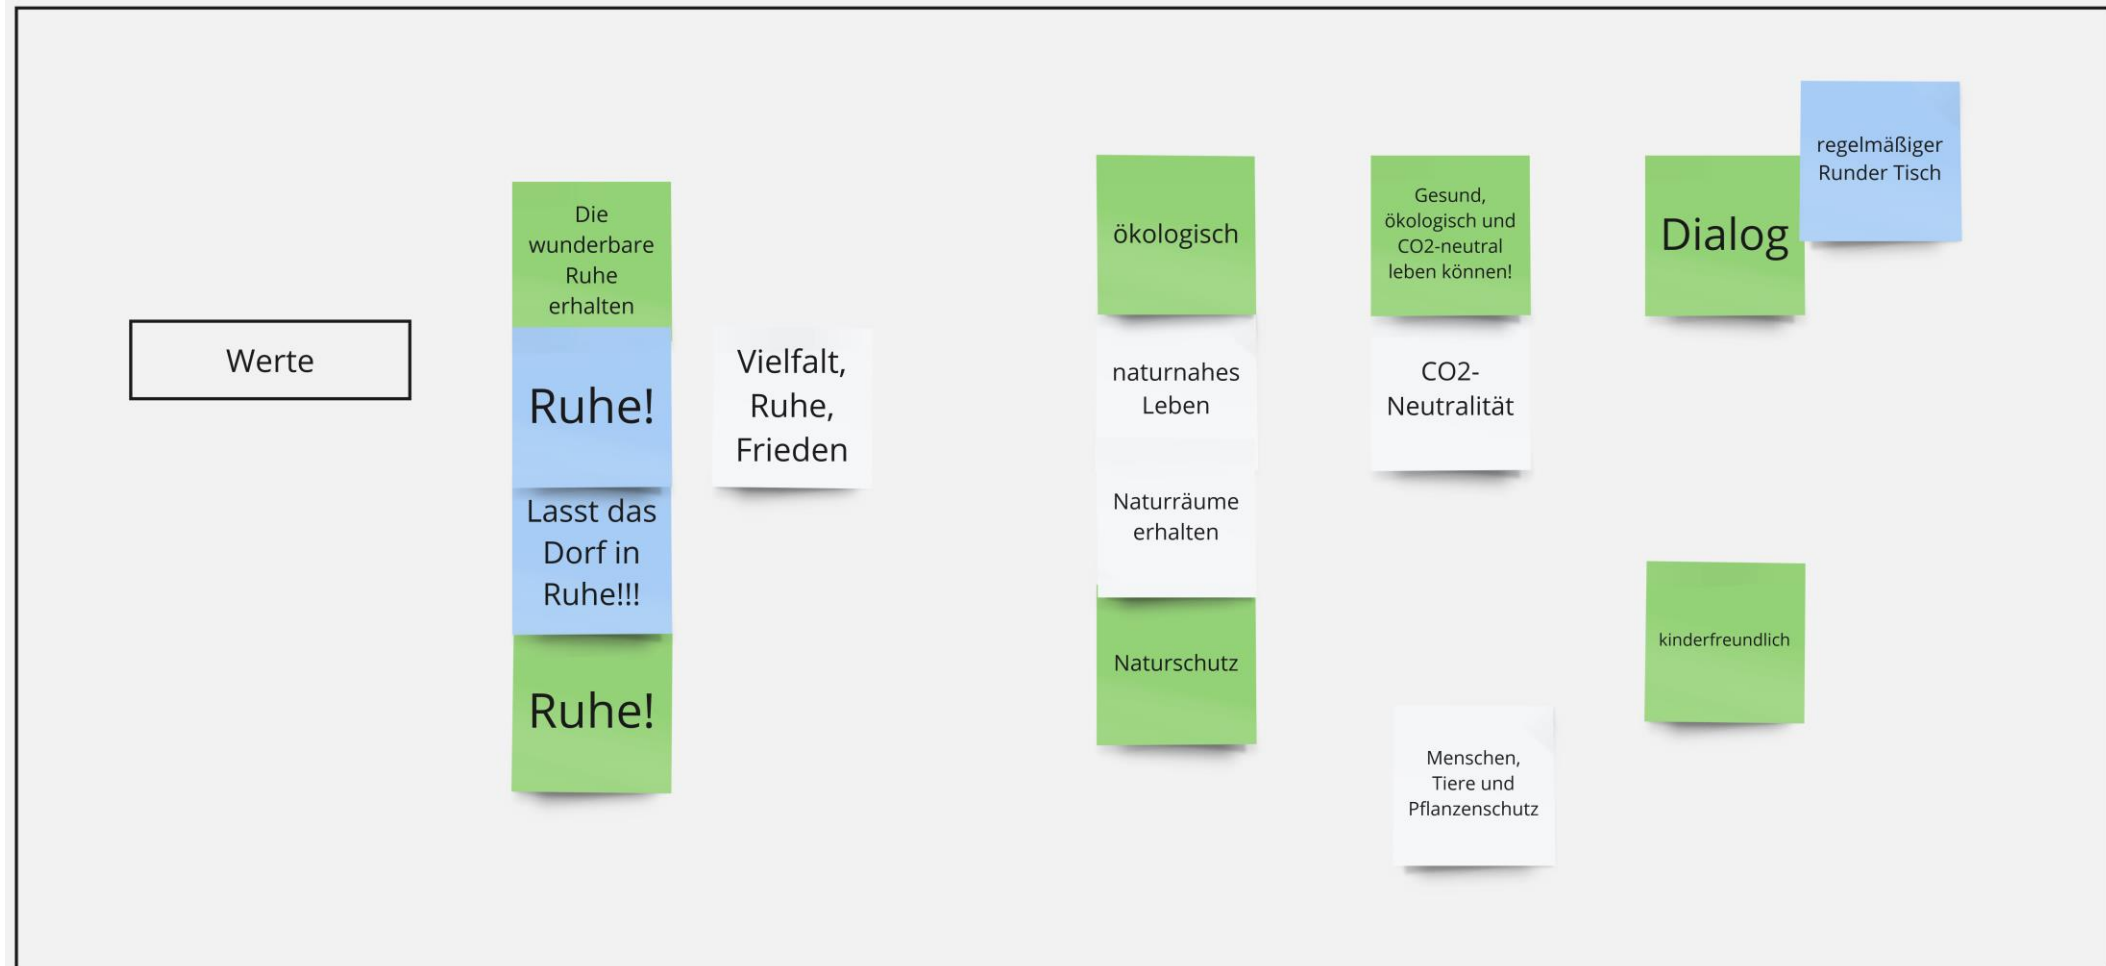 Werte
Die
wunderbare
Ruhe
erhalten
Ruhe!
Lasst das
Dorf in
Ruhe!!!
Ruhe!
Vielfalt,
Ruhe,
Frieden
ökologisch
naturnahes
Leben
Naturräume
erhalten
Naturschutz
Gesund,
ökologisch und
CO2-neutral
leben können!
CO2-
Neutralität
Menschen,
Tiere und
Pflanzenschutz
Dialog
regelmäßiger
Runder Tisch
kinderfreundlich